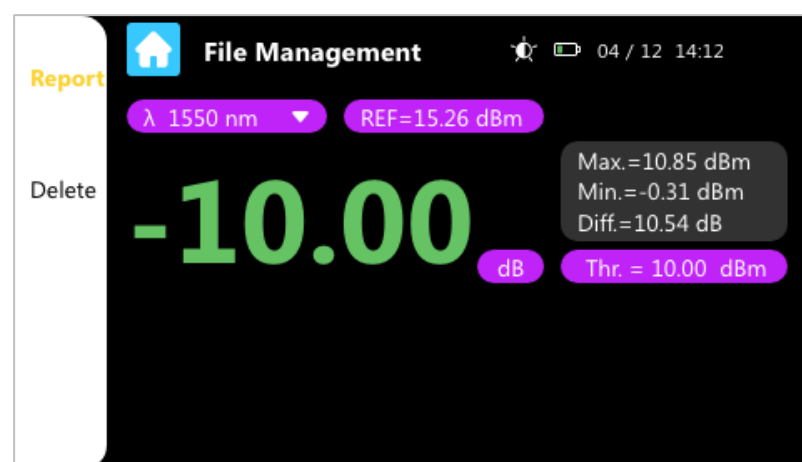 File Management
04 / 12 14:12
Report
λ 1550 nm
REF=15.26 dBm
Max.=10.85 dBm
Min.=-0.31 dBm
Diff.=10.54 dB
Delete
-10.00
dB
Thr. = 10.00 dBm